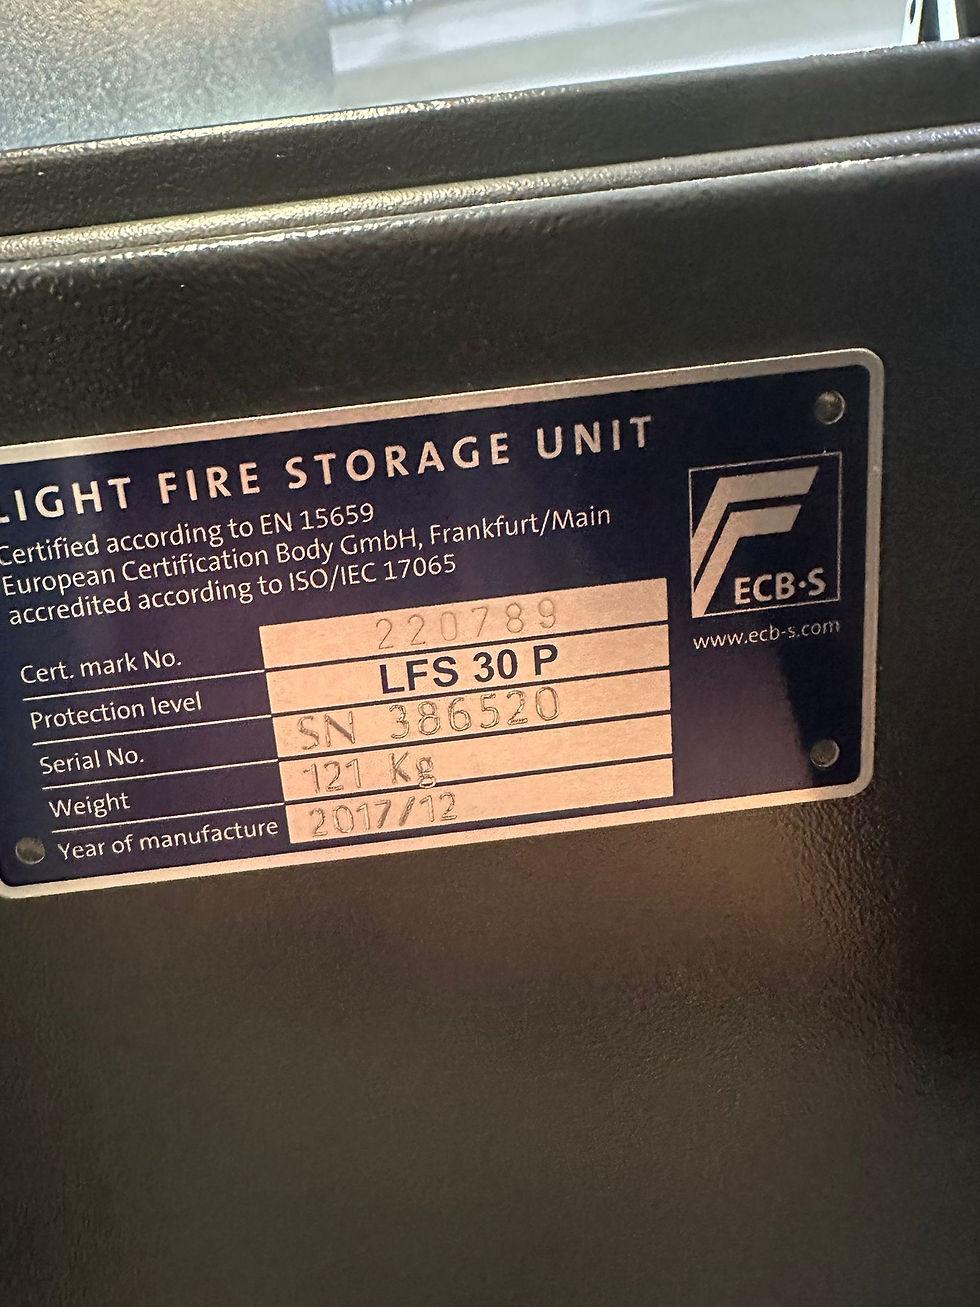 LIGHT FIRE STORAGE UNIT
Certified according to EN 15659
European Certification Body GmbH, Frankfurt/Main
accredited according to ISO/IEC 17065
ECB·S
www.ecb-s.com
Cert. mark No. 220789
Protection level LFS 30 P
Serial No. SN 386520
Weight 121 Kg
Year of manufacture 2017/12